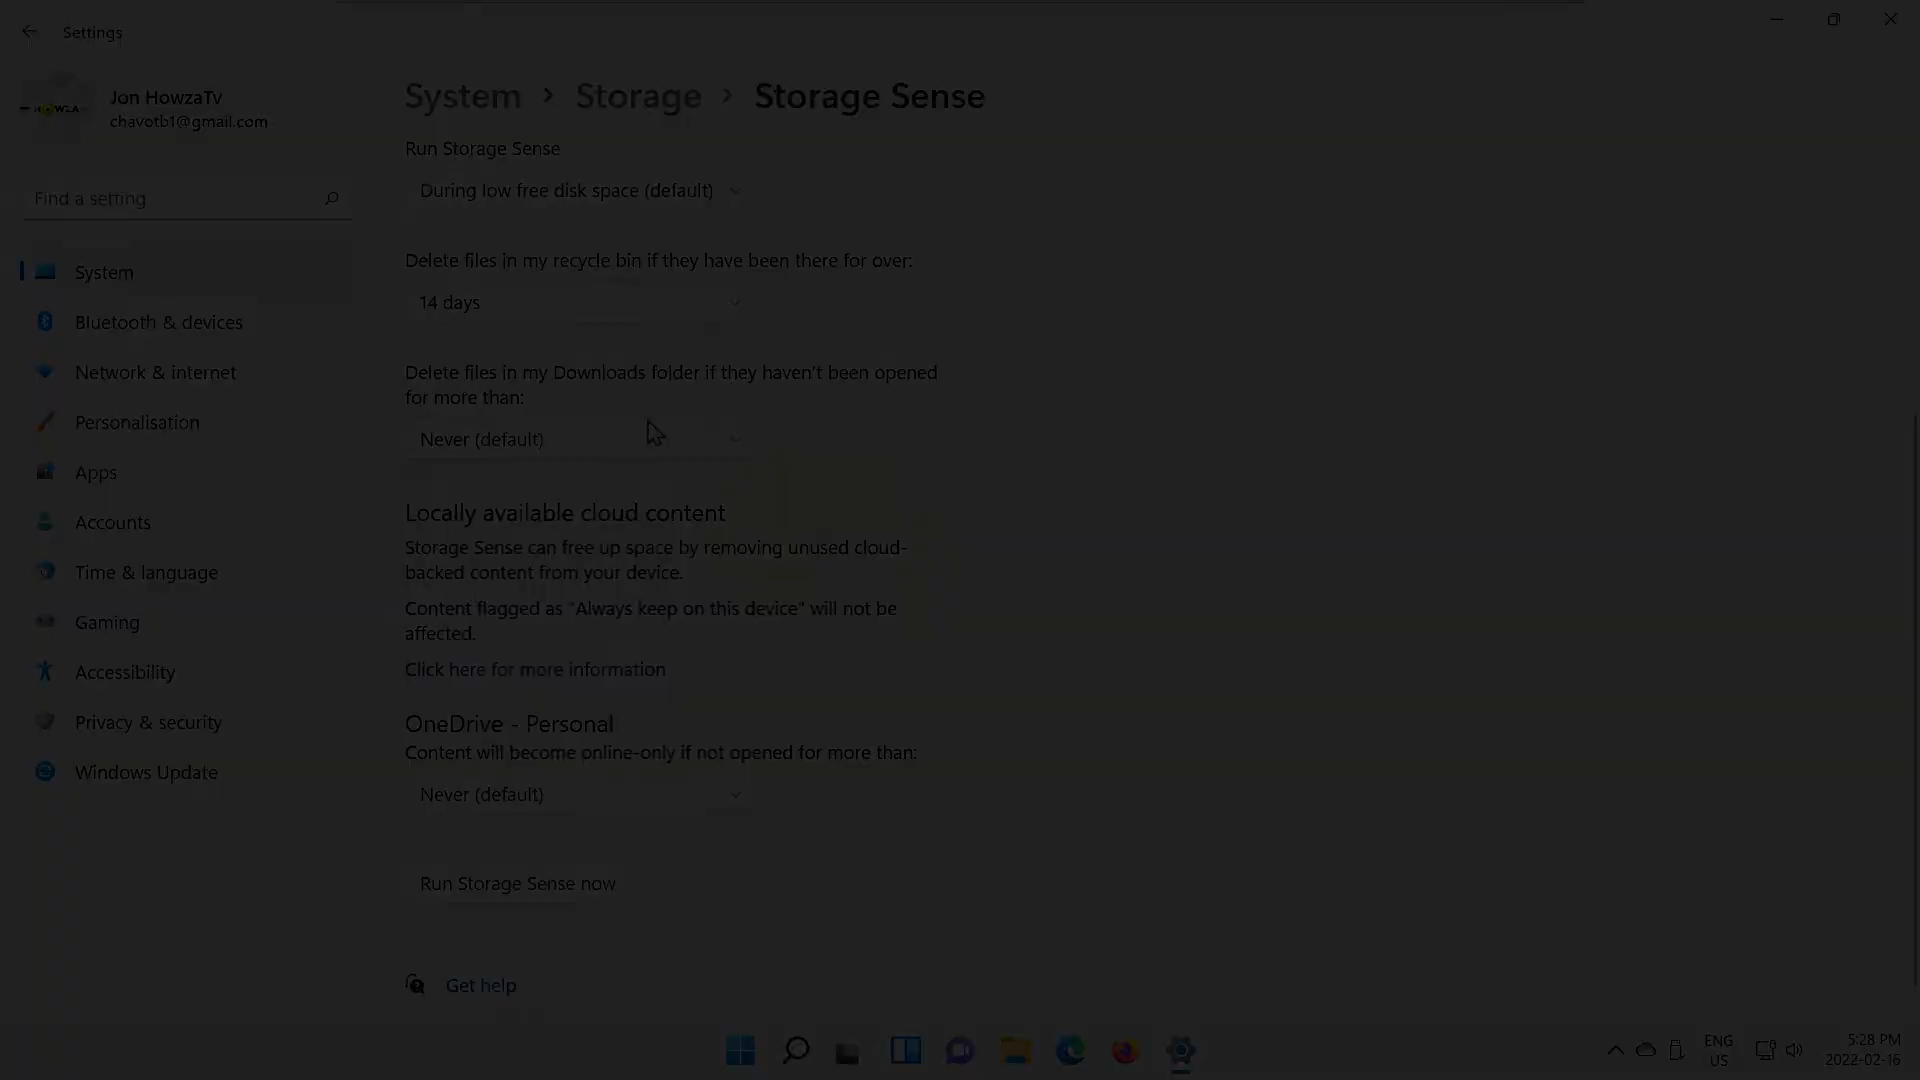 Settings
HOWZA
Jon HowzaTv
chavotb1@gmail.com
Find a setting
System
Bluetooth & devices
Network & internet
Personalisation
Apps
Accounts
Time & language
Gaming
Accessibility
Privacy & security
Windows Update
System > Storage > Storage Sense
Run Storage Sense
During low free disk space (default)
Delete files in my recycle bin if they have been there for over:
14 days
Delete files in my Downloads folder if they haven't been opened
for more than:
Never (default)
Locally available cloud content
Storage Sense can free up space by removing unused cloud-
backed content from your device.
Content flagged as "Always keep on this device" will not be
affected.
Click here for more information
OneDrive - Personal
Content will become online-only if not opened for more than:
Never (default)
Run Storage Sense now
Get help
ENG
US
5:28 PM
2022-02-16